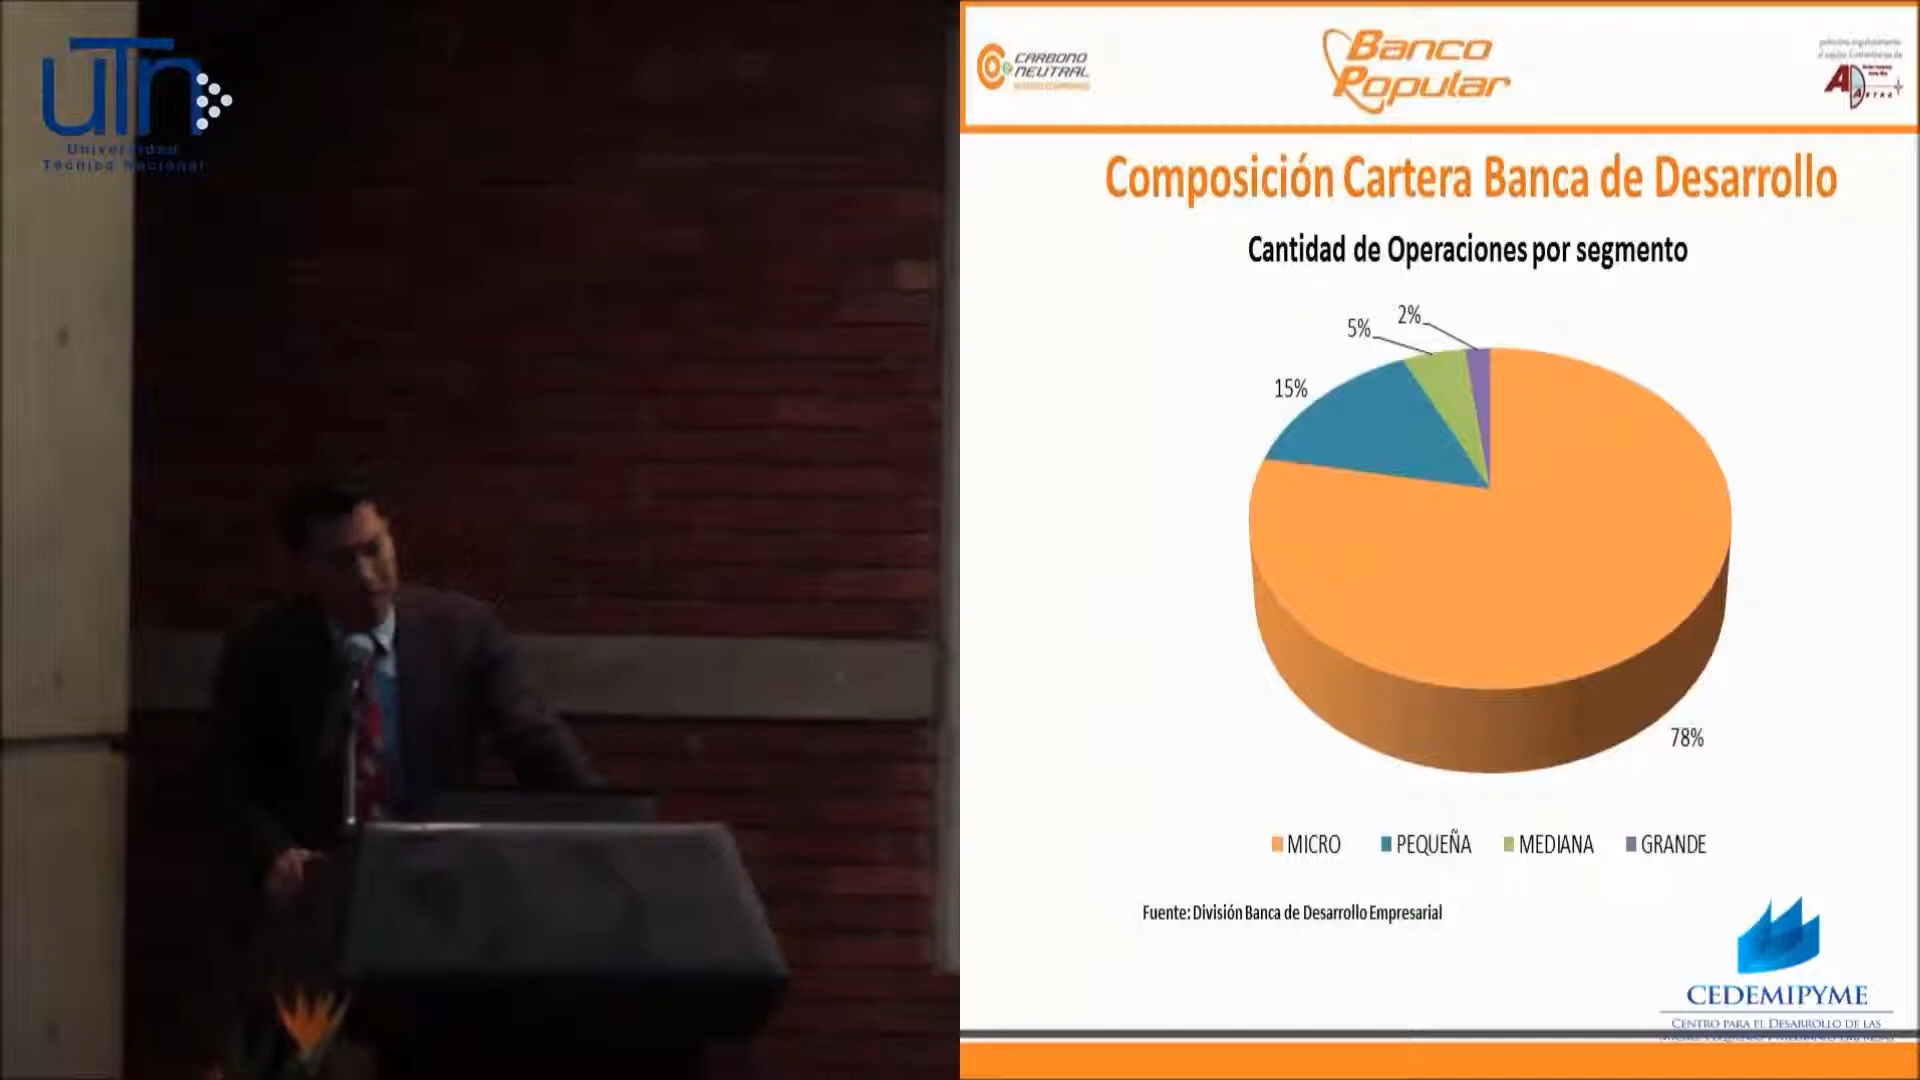 uTn
Universidad
Técnica Nacional
CARBONO
NEUTRAL
Banco
Popular
Composición Cartera Banca de Desarrollo
Cantidad de Operaciones por segmento
5%
2%
15%
78%
MICRO
PEQUEÑA
MEDIANA
GRANDE
Fuente: División Banca de Desarrollo Empresarial
CEDEMIPYME
CENTRO PARA EL DESARROLLO DE LAS